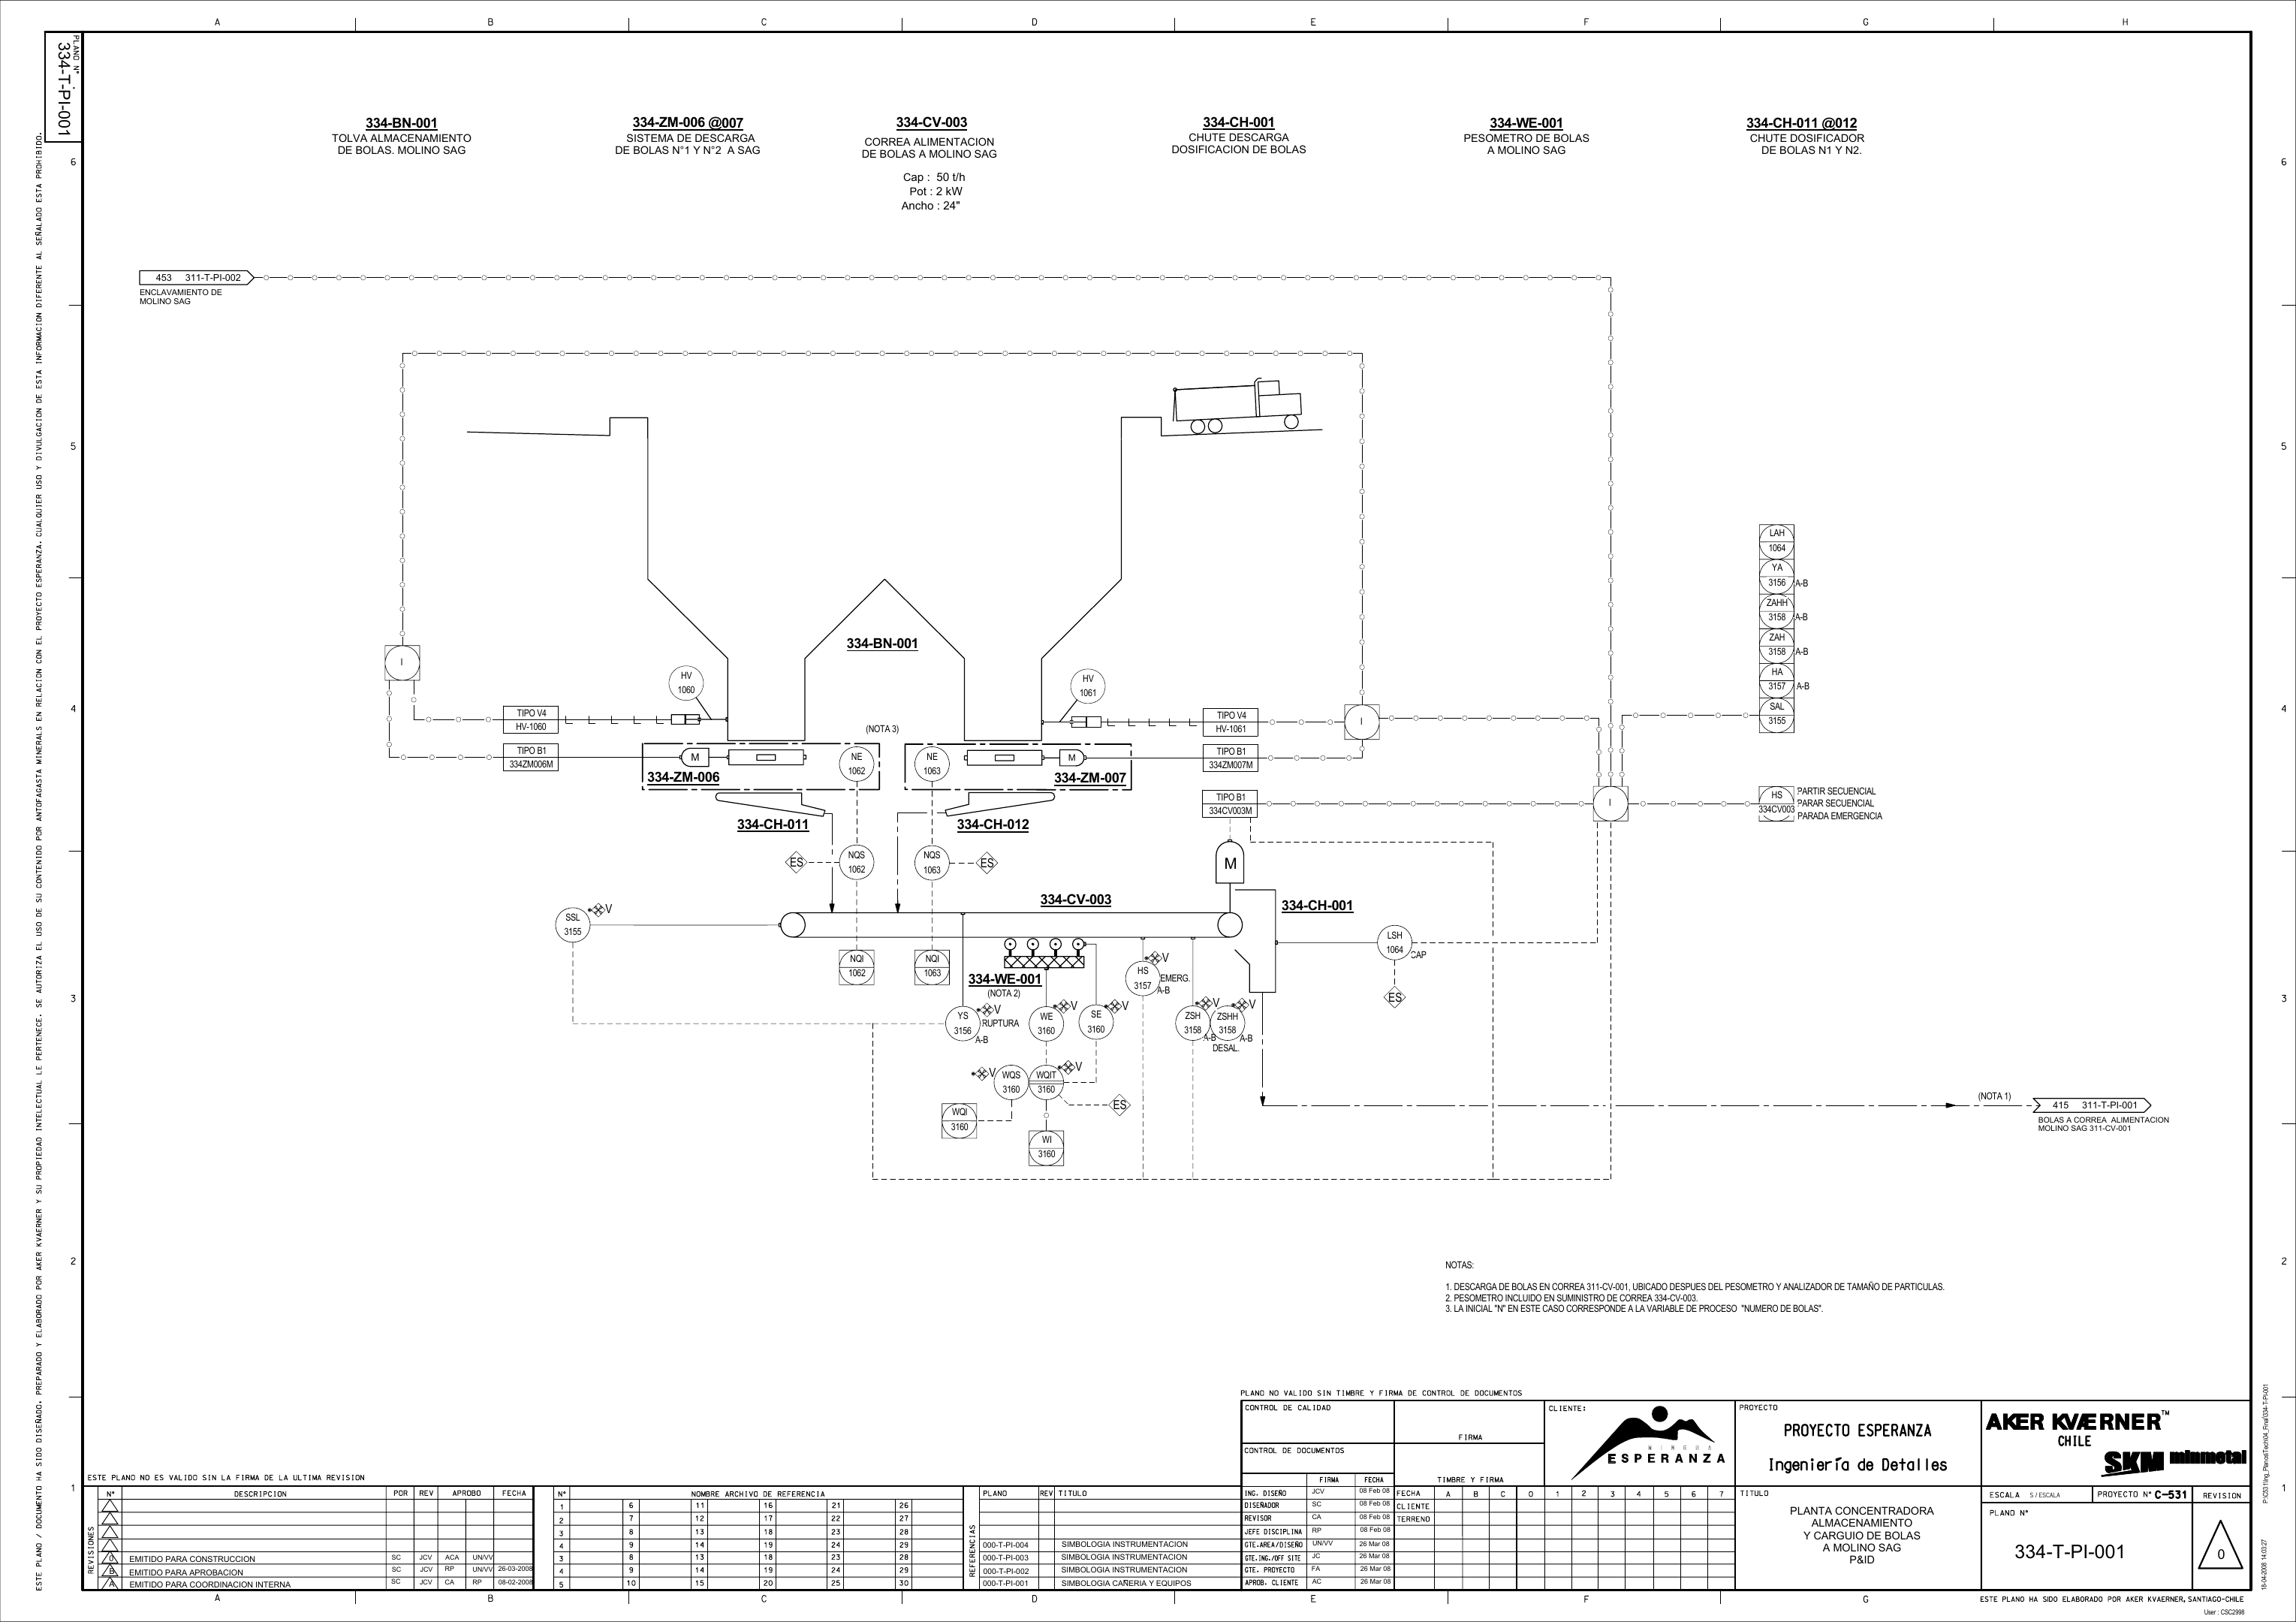 A B C D E F G H
PLANO N°
334-T-PI-001
334-BN-001
TOLVA ALMACENAMIENTO
DE BOLAS. MOLINO SAG
334-ZM-006 @007
SISTEMA DE DESCARGA
DE BOLAS N°1 Y N°2 A SAG
334-CV-003
CORREA ALIMENTACION
DE BOLAS A MOLINO SAG
Cap : 50 t/h
Pot : 2 kW
Ancho : 24"
334-CH-001
CHUTE DESCARGA
DOSIFICACION DE BOLAS
334-WE-001
PESOMETRO DE BOLAS
A MOLINO SAG
334-CH-011 @012
CHUTE DOSIFICADOR
DE BOLAS N1 Y N2.
6
6
453 311-T-PI-002
ENCLAVAMIENTO DE
MOLINO SAG
5
5
LAH
1064
YA
3156 A-B
ZAHH
3158 A-B
ZAH
3158 A-B
HA
3157 A-B
SAL
3155
334-BN-001
I
HV
1060
HV
1061
4
4
TIPO V4
HV-1060
(NOTA 3)
TIPO V4
HV-1061
I
TIPO B1
334ZM006M
M
NE
1062
334-ZM-006
NE
1063
M
334-ZM-007
TIPO B1
334ZM007M
TIPO B1
334CV003M
I
HS
334CV003
PARTIR SECUENCIAL
PARAR SECUENCIAL
PARADA EMERGENCIA
334-CH-011
334-CH-012
ES
NQS
1062
NQS
1063
ES
M
334-CV-003
334-CH-001
SSL
3155
V
LSH
1064
CAP
NQI
1062
NQI
1063
334-WE-001
(NOTA 2)
HS
3157
V
EMERG.
A-B
ES
3
3
YS
3156
V
RUPTURA
A-B
WE
3160
V
SE
3160
V
ZSH
3158
V
A-B
ZSHH
3158
V
A-B
DESAL.
V
WQS
3160
WQIT
3160
V
ES
WQI
3160
WI
3160
(NOTA 1)
415 311-T-PI-001
BOLAS A CORREA ALIMENTACION
MOLINO SAG 311-CV-001
2
2
NOTAS:
1. DESCARGA DE BOLAS EN CORREA 311-CV-001, UBICADO DESPUES DEL PESOMETRO Y ANALIZADOR DE TAMAÑO DE PARTICULAS.
2. PESOMETRO INCLUIDO EN SUMINISTRO DE CORREA 334-CV-003.
3. LA INICIAL "N" EN ESTE CASO CORRESPONDE A LA VARIABLE DE PROCESO "NUMERO DE BOLAS".
ESTE PLANO / DOCUMENTO HA SIDO DISEÑADO, PREPARADO Y ELABORADO POR AKER KVAERNER Y SU PROPIEDAD INTELECTUAL LE PERTENECE. SE AUTORIZA EL USO DE SU CONTENIDO POR ANTOFAGASTA MINERALS EN RELACION CON EL PROYECTO ESPERANZA. CUALQUIER USO Y DIVULGACION DE ESTA INFORMACION DIFERENTE AL SEÑALADO ESTA PROHIBIDO.
1
1
ESTE PLANO NO ES VALIDO SIN LA FIRMA DE LA ULTIMA REVISION
REVISIONES
N° DESCRIPCION POR REV APROBO FECHA
0 EMITIDO PARA CONSTRUCCION SC JCV ACA UN/VV
B EMITIDO PARA APROBACION SC JCV RP UN/VV 26-03-2008
A EMITIDO PARA COORDINACION INTERNA SC JCV CA RP 08-02-2008
N° NOMBRE ARCHIVO DE REFERENCIA
1 6 11 16 21 26
2 7 12 17 22 27
3 8 13 18 23 28
4 9 14 19 24 29
3 8 13 18 23 28
4 9 14 19 24 29
5 10 15 20 25 30
REFERENCIAS
PLANO REV TITULO
000-T-PI-004 SIMBOLOGIA INSTRUMENTACION
000-T-PI-003 SIMBOLOGIA INSTRUMENTACION
000-T-PI-002 SIMBOLOGIA INSTRUMENTACION
000-T-PI-001 SIMBOLOGIA CAÑERIA Y EQUIPOS
PLANO NO VALIDO SIN TIMBRE Y FIRMA DE CONTROL DE DOCUMENTOS
CONTROL DE CALIDAD
FIRMA
CONTROL DE DOCUMENTOS
TIMBRE Y FIRMA
FIRMA FECHA
ING. DISEÑO JCV 08 Feb 08
DISEÑADOR SC 08 Feb 08
REVISOR CA 08 Feb 08
JEFE DISCIPLINA RP 08 Feb 08
GTE.AREA/DISEÑO UN/VV 26 Mar 08
GTE.ING./OFF SITE JC 26 Mar 08
GTE. PROYECTO FA 26 Mar 08
APROB. CLIENTE AC 26 Mar 08
FECHA A B C 0 1 2 3 4 5 6 7
CLIENTE
TERRENO
CLIENTE:
MINERA
ESPERANZA
PROYECTO
PROYECTO ESPERANZA
Ingeniería de Detalles
TITULO
PLANTA CONCENTRADORA
ALMACENAMIENTO
Y CARGUIO DE BOLAS
A MOLINO SAG
P&ID
AKER KVÆRNER™
CHILE
SKM minmetal
ESCALA S / ESCALA PROYECTO N° C-531 REVISION
PLANO N°
334-T-PI-001
0
A B C D E F G
ESTE PLANO HA SIDO ELABORADO POR AKER KVAERNER, SANTIAGO-CHILE
User : CSC2998
18-04-2008 14:03:27